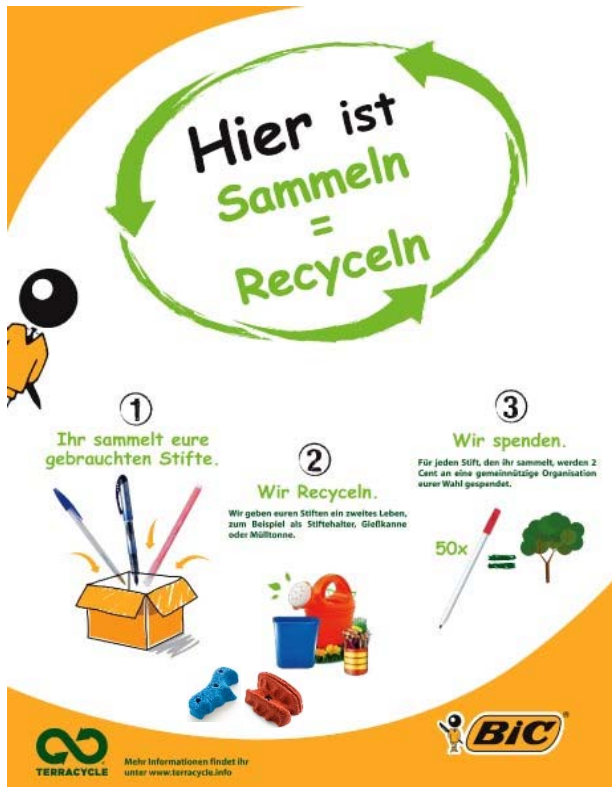 Hier ist
Sammeln
=
Recyceln
1
Ihr sammelt eure
gebrauchten Stifte.
2
Wir Recyceln.
Wir geben euren Stiften ein zweites Leben,
zum Beispiel als Stiftehalter, Gießkanne
oder Mülltonne.
3
Wir spenden.
Für jeden Stift, den ihr sammelt, werden 2
Cent an eine gemeinnützige Organisation
eurer Wahl gespendet.
50x
=
TERRACYCLE
Mehr Informationen findet ihr
unter www.terracycle.info
BiC